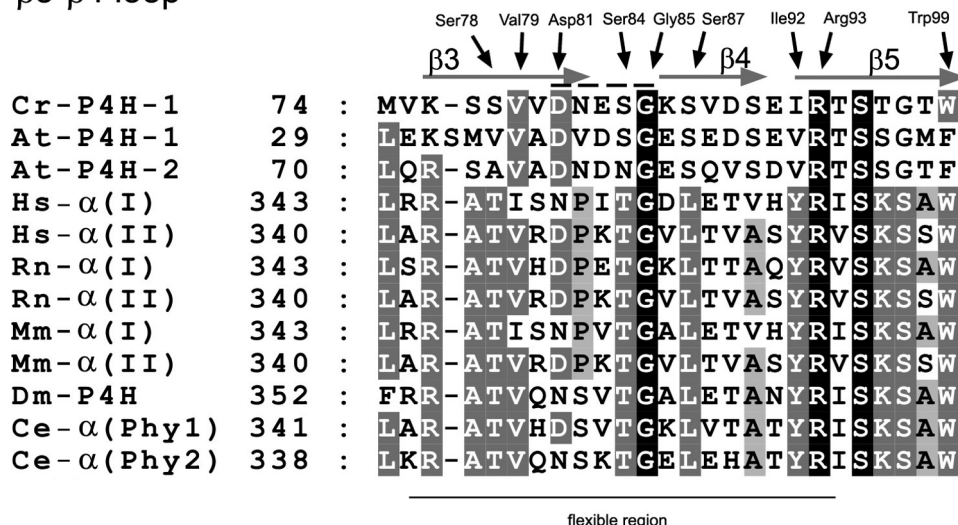 Ser78 Val79 Asp81 Ser84 Gly85 Ser87 Ile92 Arg93 Trp99
β3 β4 β5
Cr-P4H-1 74 : MVK-SSVVDNESGKSVDSEIRTSTGTW
At-P4H-1 29 : LEKSMVVADVDSGESEDSEVRTSSGMF
At-P4H-2 70 : LQR-SAVADNDNGESQVSDVRTSSGTF
Hs-α(I) 343 : LRR-ATISNPITGDLETVHYRISKSAW
Hs-α(II) 340 : LAR-ATVRDPKTGVLTVASYRVSKSSW
Rn-α(I) 343 : LSR-ATVHDPETGKLTTAQYRVSKSAW
Rn-α(II) 340 : LAR-ATVRDPKTGVLTVASYRVSKSSW
Mm-α(I) 343 : LRR-ATISNPVTGALETVHYRISKSAW
Mm-α(II) 340 : LAR-ATVRDPKTGVLTVASYRVSKSSW
Dm-P4H 352 : FRR-ATVQNSVTGALETANYRISKSAW
Ce-α(Phy1) 341 : LAR-ATVHDSVTGKLVTATYRISKSAW
Ce-α(Phy2) 338 : LKR-ATVQNSKTGELEHATYRISKSAW
flexible region